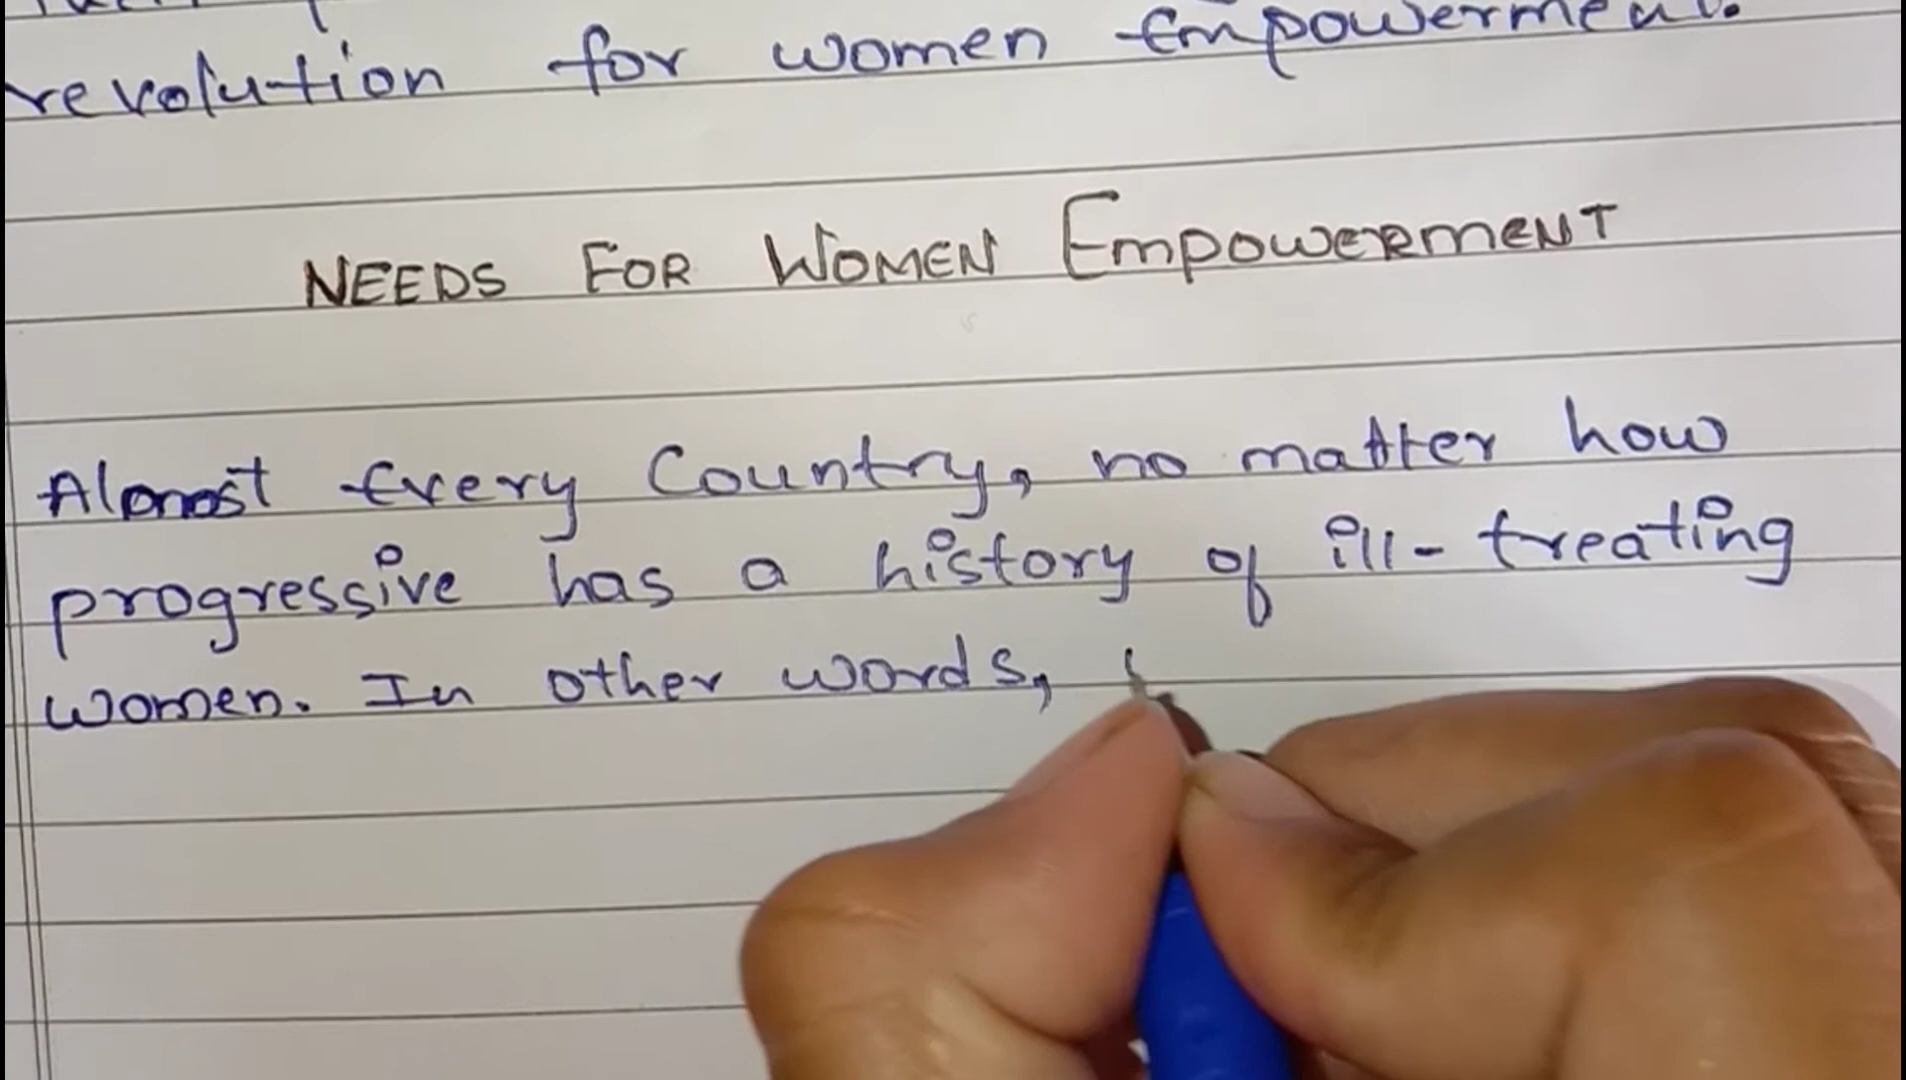 revolution for women Empowerment.
NEEDS FOR WOMEN EMPOWERMENT
Almost Every Country, no matter how
progressive has a history of ill-treating
women. In other words,